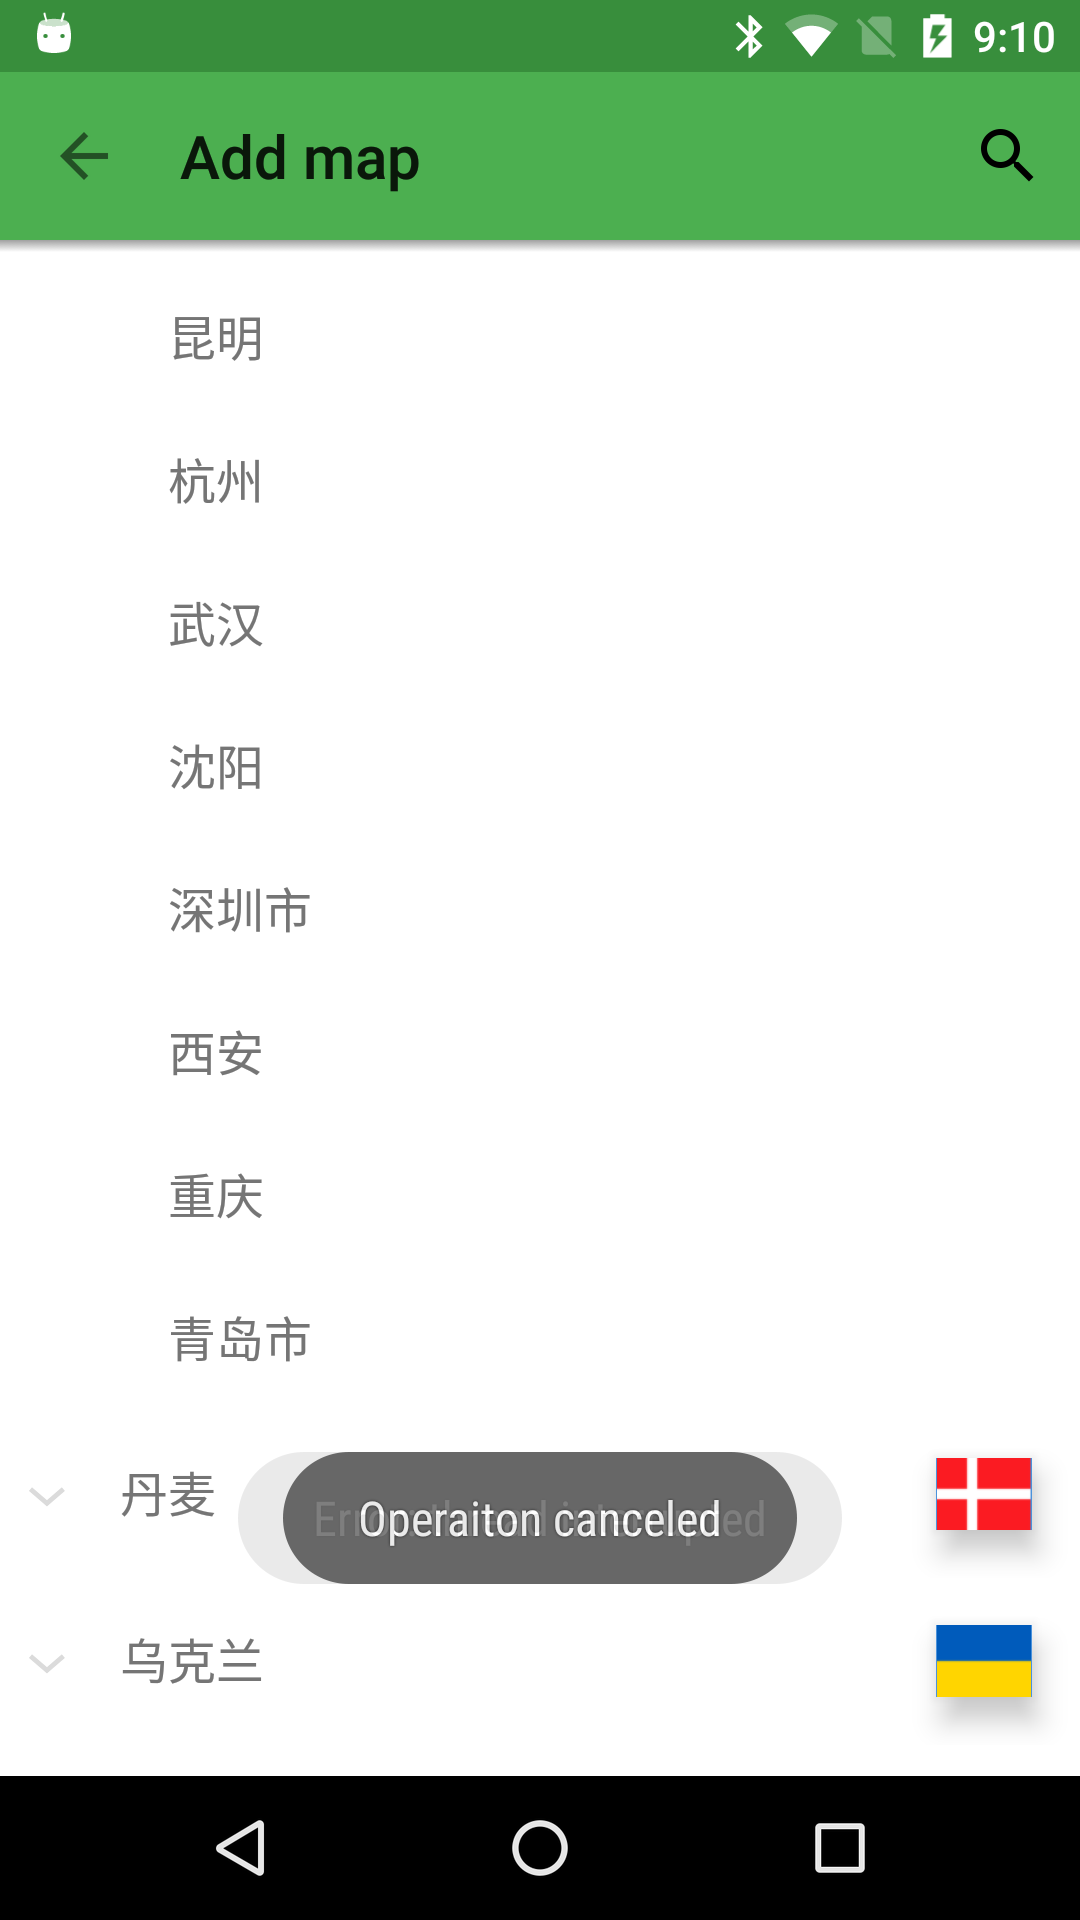 9:10
Add map
昆明
杭州
武汉
沈阳
深圳市
西安
重庆
青岛市
丹麦
Operaiton canceled
乌克兰